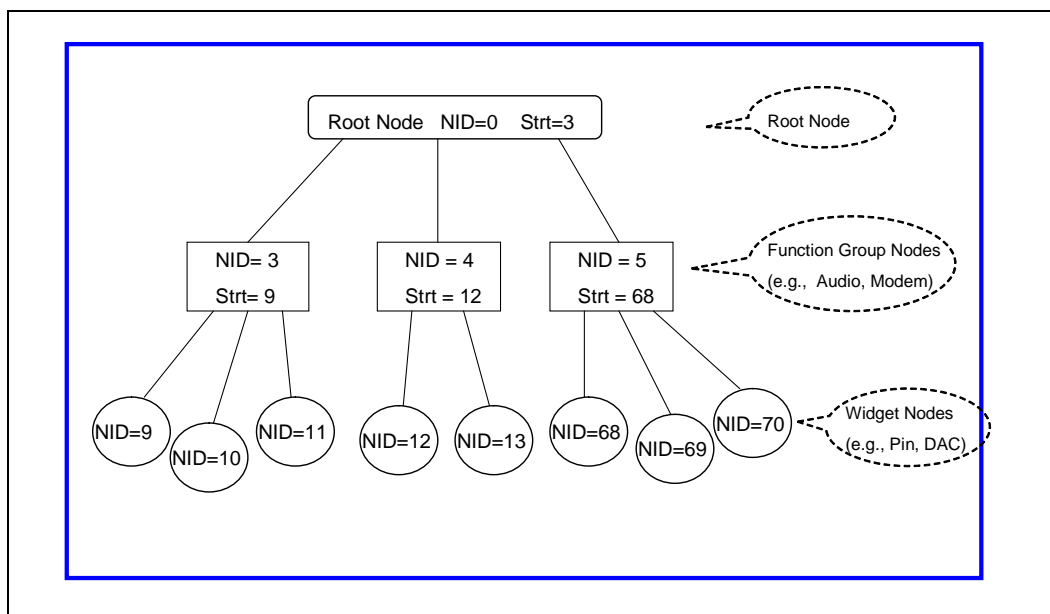 Root Node NID=0 Strt=3
Root Node
NID= 3
Strt= 9
NID = 4
Strt = 12
NID = 5
Strt = 68
Function Group Nodes
(e.g., Audio, Modem)
NID=9
NID=10
NID=11
NID=12
NID=13
NID=68
NID=69
NID=70
Widget Nodes
(e.g., Pin, DAC)